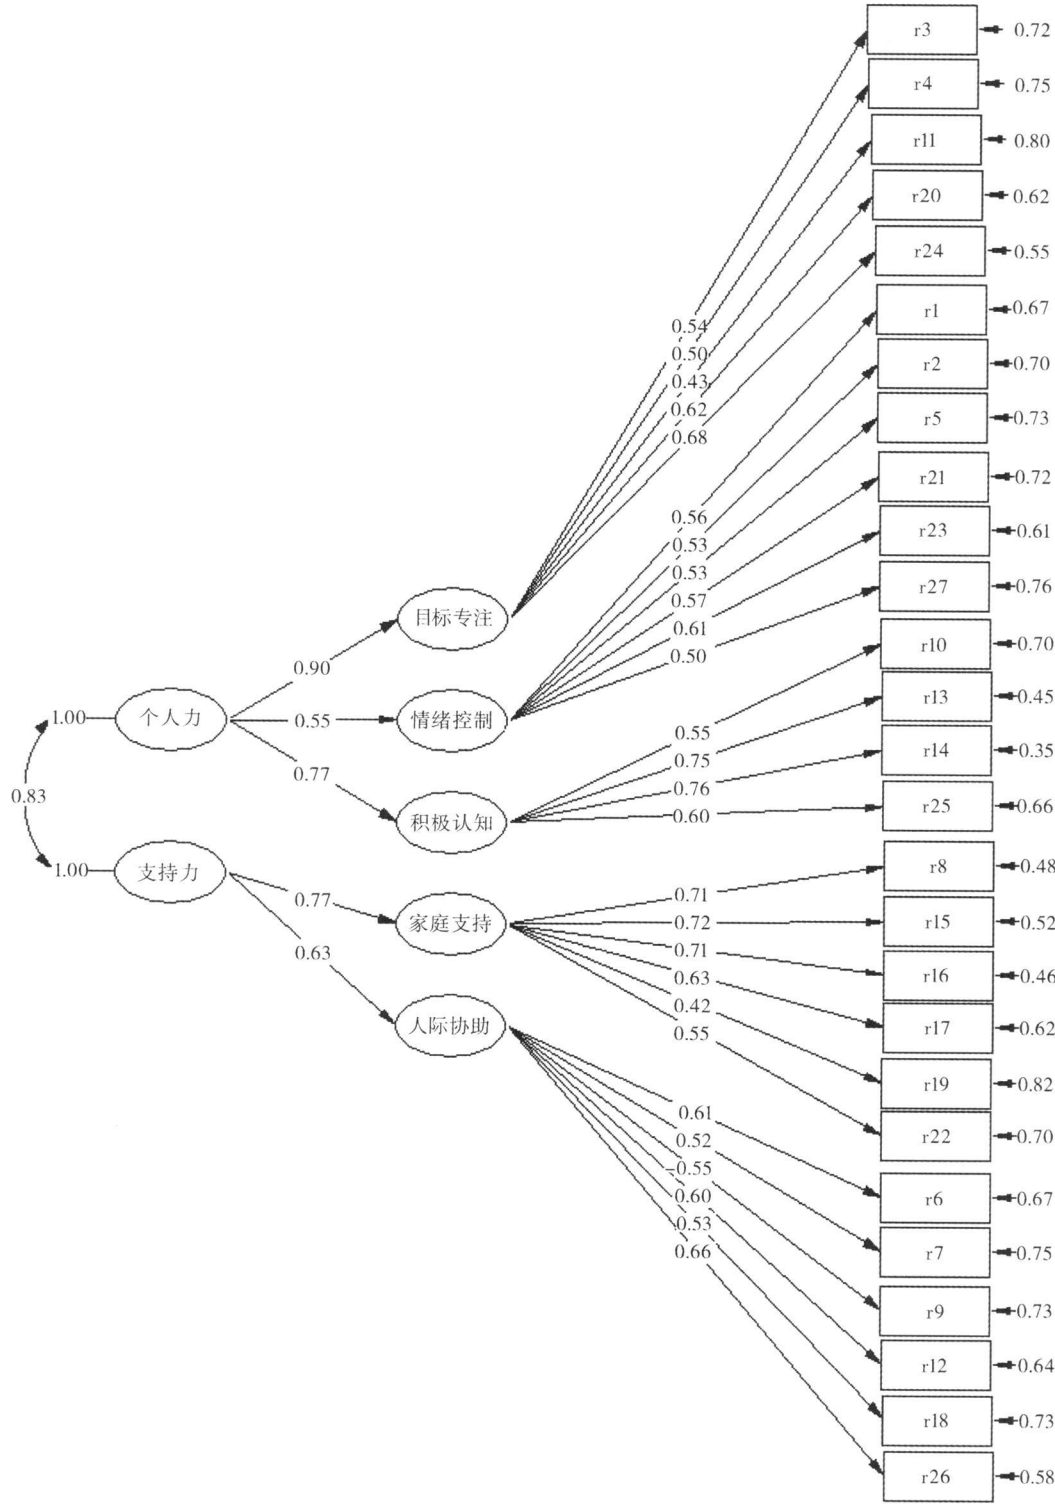 r3
0.72
r4
0.75
r11
0.80
r20
0.62
r24
0.55
r1
0.67
r2
0.70
r5
0.73
r21
0.72
r23
0.61
r27
0.76
r10
0.70
r13
0.45
r14
0.35
r25
0.66
r8
0.48
r15
0.52
r16
0.46
r17
0.62
r19
0.82
r22
0.70
r6
0.67
r7
0.75
r9
0.73
r12
0.64
r18
0.73
r26
0.58
0.54
0.50
0.43
0.62
0.68
0.56
0.53
0.53
0.57
0.61
0.50
0.55
0.75
0.76
0.60
0.71
0.72
0.71
0.63
0.42
0.55
0.61
0.52
0.55
0.60
0.53
0.66
目标专注
情绪控制
积极认知
家庭支持
人际协助
0.90
0.55
0.77
0.77
0.63
1.00
个人力
0.83
1.00
支持力